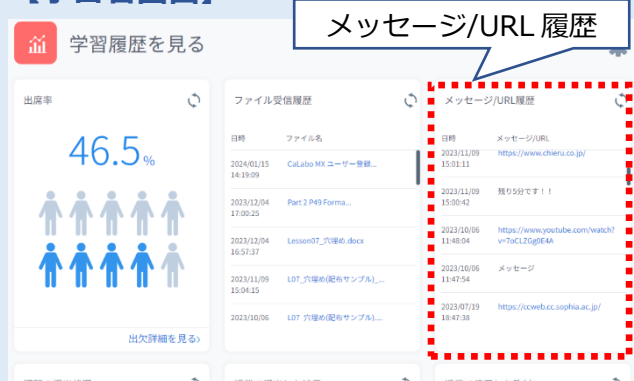 メッセージ/URL 履歴
学習履歴を見る
出席率
46.5%
出欠詳細を見る>
ファイル受信履歴
日時 ファイル名
2024/01/15
14:19:09
CaLabo MX ユーザー登録...
2023/12/04
17:00:25
Part 2 P49 Forma...
2023/12/04
16:57:37
Lesson07_穴埋め.docx
2023/11/09
15:04:15
L07_穴埋め(配布サンプル)_...
2023/10/06
L07_穴埋め(配布サンプル)....
メッセージ/URL履歴
日時 メッセージ/URL
2023/11/09
15:01:11
https://www.chieru.co.jp/
2023/11/09
15:00:42
残り5分です！！
2023/10/06
11:48:04
https://www.youtube.com/watch?
v=7oCLZGg0E4A
2023/10/06
11:47:54
メッセージ
2023/07/19
18:47:38
https://ccweb.cc.sophia.ac.jp/